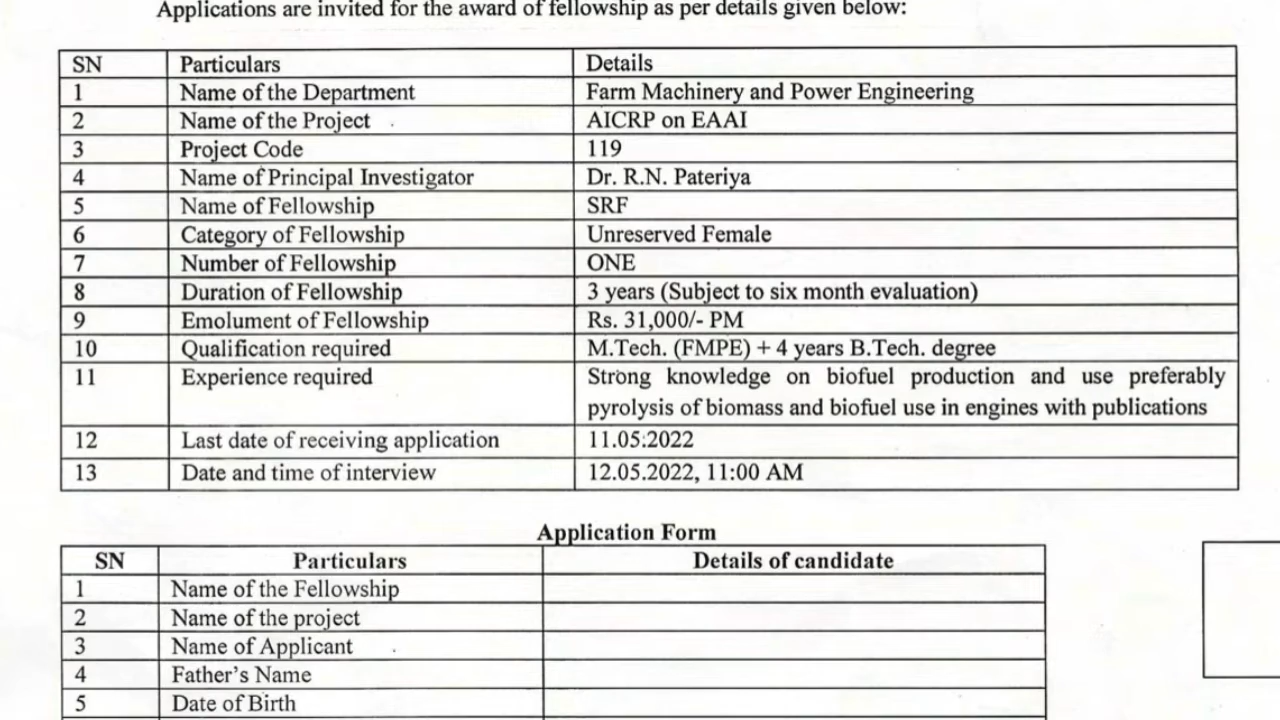 Applications are invited for the award of fellowship as per details given below:
SN Particulars Details
1 Name of the Department Farm Machinery and Power Engineering
2 Name of the Project AICRP on EAAI
3 Project Code 119
4 Name of Principal Investigator Dr. R.N. Pateriya
5 Name of Fellowship SRF
6 Category of Fellowship Unreserved Female
7 Number of Fellowship ONE
8 Duration of Fellowship 3 years (Subject to six month evaluation)
9 Emolument of Fellowship Rs. 31,000/- PM
10 Qualification required M.Tech. (FMPE) + 4 years B.Tech. degree
11 Experience required Strong knowledge on biofuel production and use preferably
pyrolysis of biomass and biofuel use in engines with publications
12 Last date of receiving application 11.05.2022
13 Date and time of interview 12.05.2022, 11:00 AM
Application Form
SN Particulars Details of candidate
1 Name of the Fellowship
2 Name of the project
3 Name of Applicant
4 Father's Name
5 Date of Birth